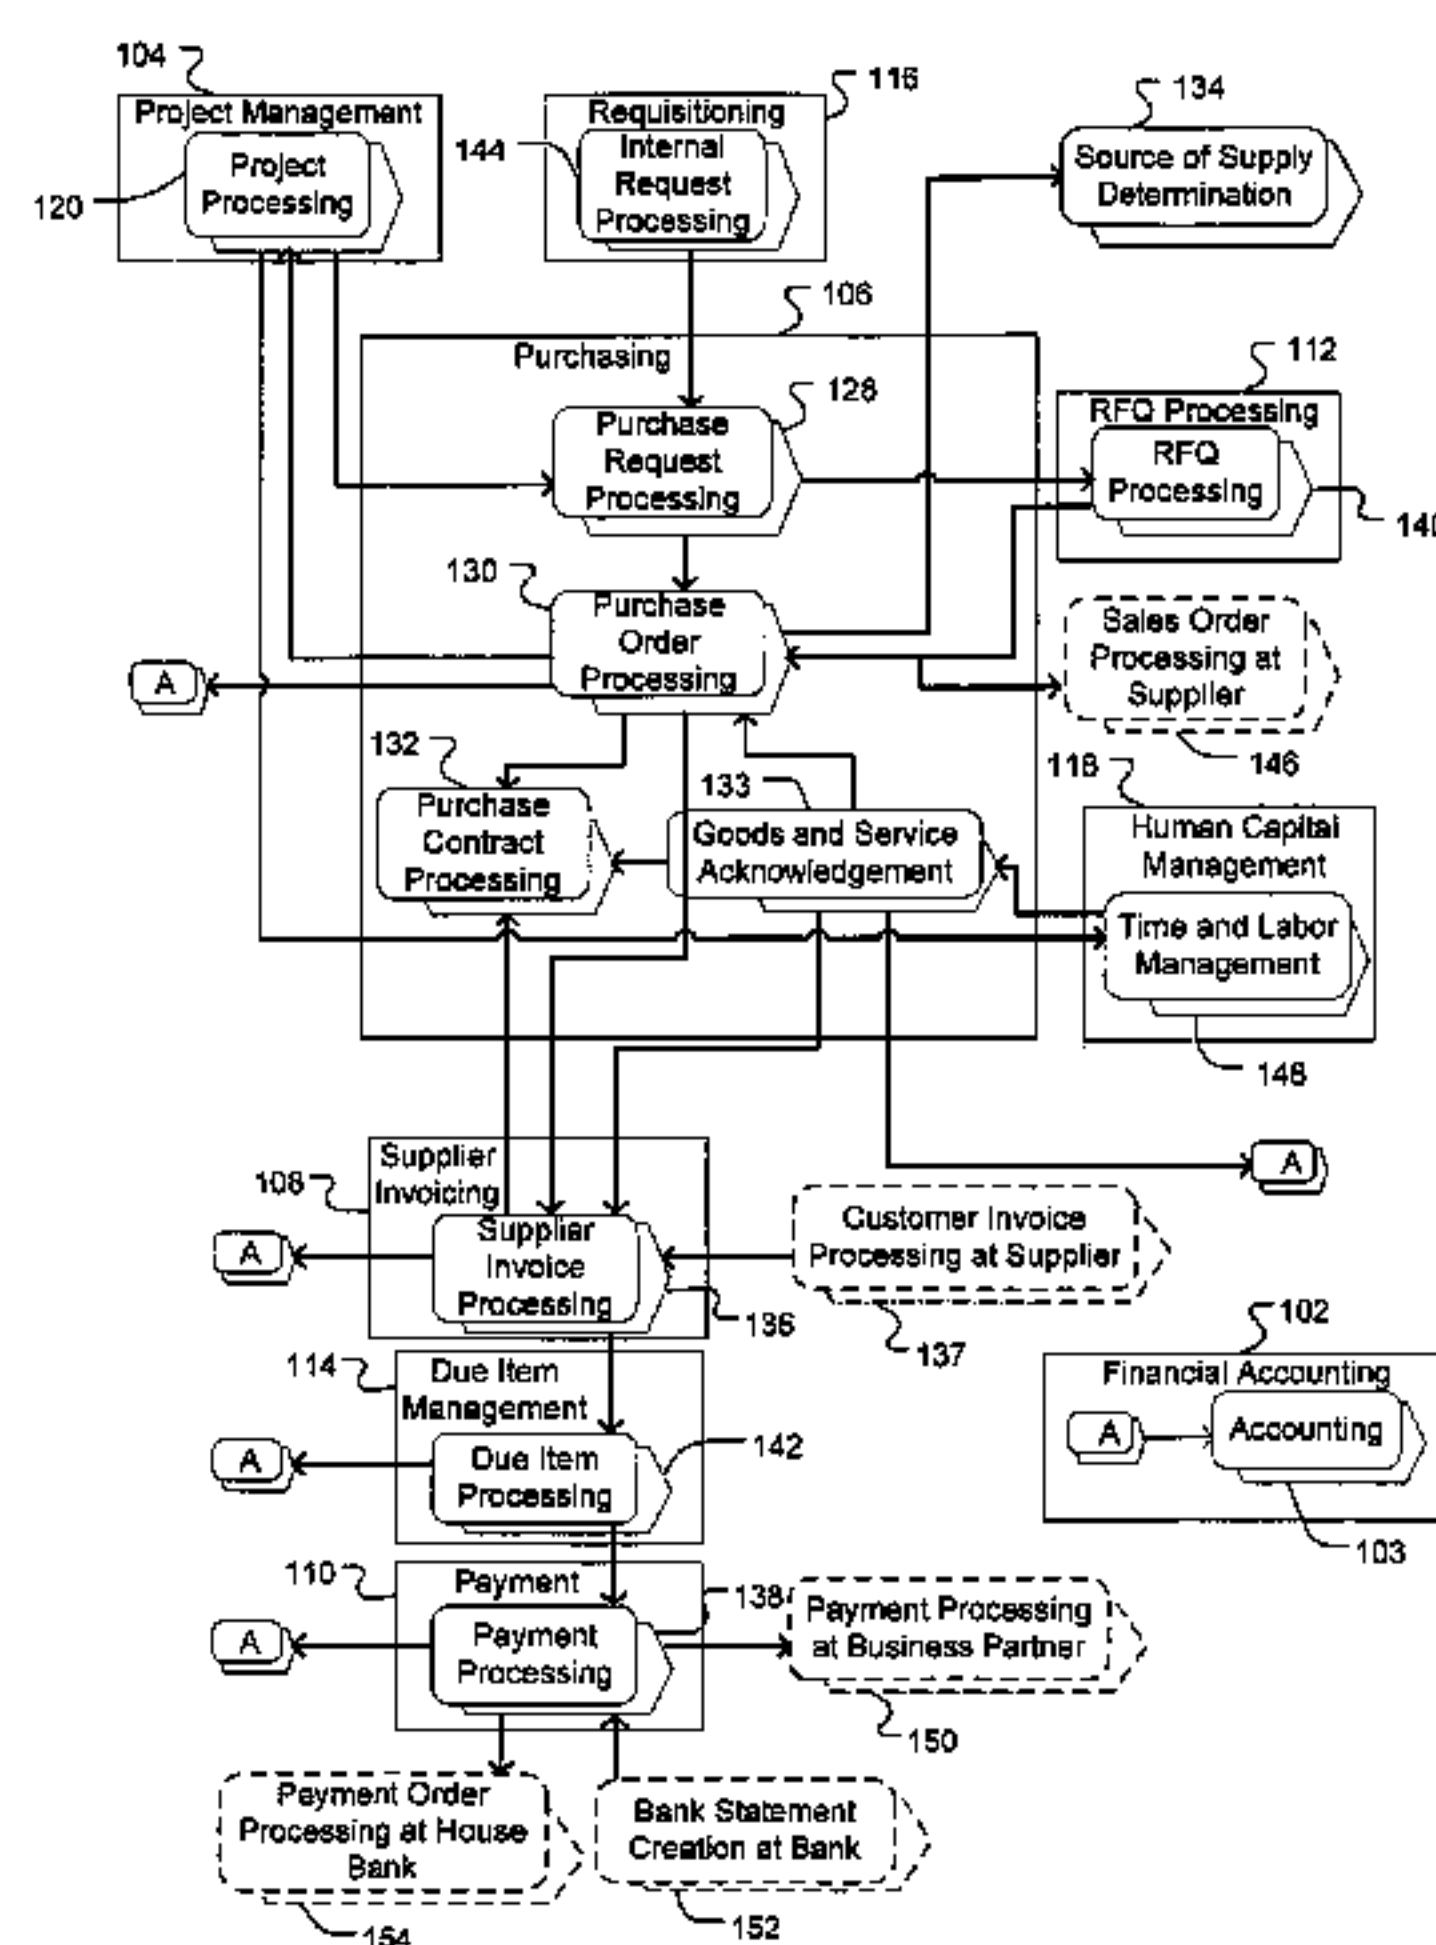 104
Project Management
Project
Processing
120
116
Requisitioning
144
Internal
Request
Processing
134
Source of Supply
Determination
106
Purchasing
128
Purchase
Request
Processing
112
RFQ Processing
RFQ
Processing
130
Purchase
Order
Processing
A
Sales Order
Processing at
Supplier
146
132
Purchase
Contract
Processing
133
Goods and Service
Acknowledgement
118
Human Capital
Management
Time and Labor
Management
148
A
108
Supplier
Invoicing
Supplier
Invoice
Processing
A
136
Customer Invoice
Processing at Supplier
137
102
Financial Accounting
A
Accounting
103
114
Due Item
Management
Due Item
Processing
142
A
110
Payment
Payment
Processing
138
A
Payment Processing
at Business Partner
150
Payment Order
Processing at House
Bank
154
Bank Statement
Creation at Bank
152